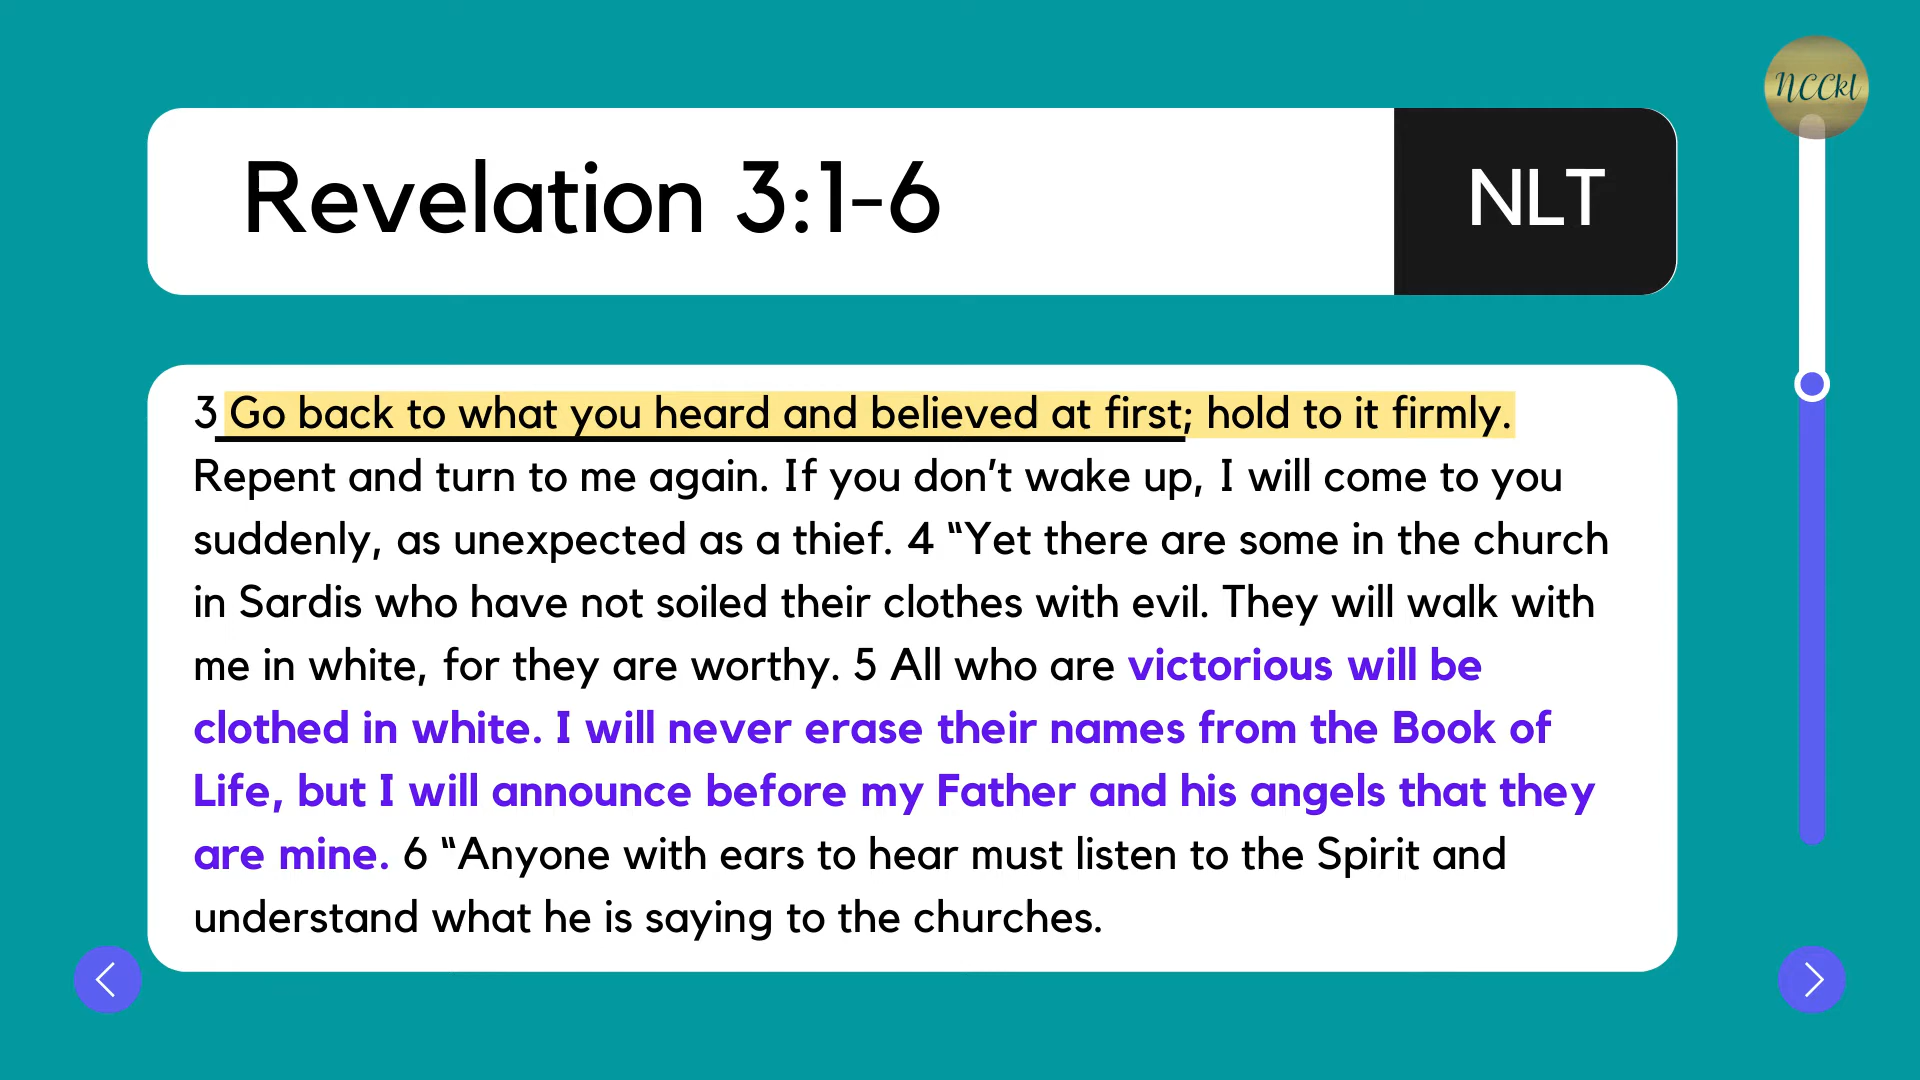 NCCkl
Revelation 3:1-6
NLT
3 Go back to what you heard and believed at first; hold to it firmly.
Repent and turn to me again. If you don’t wake up, I will come to you
suddenly, as unexpected as a thief. 4 “Yet there are some in the church
in Sardis who have not soiled their clothes with evil. They will walk with
me in white, for they are worthy. 5 All who are victorious will be
clothed in white. I will never erase their names from the Book of
Life, but I will announce before my Father and his angels that they
are mine. 6 “Anyone with ears to hear must listen to the Spirit and
understand what he is saying to the churches.